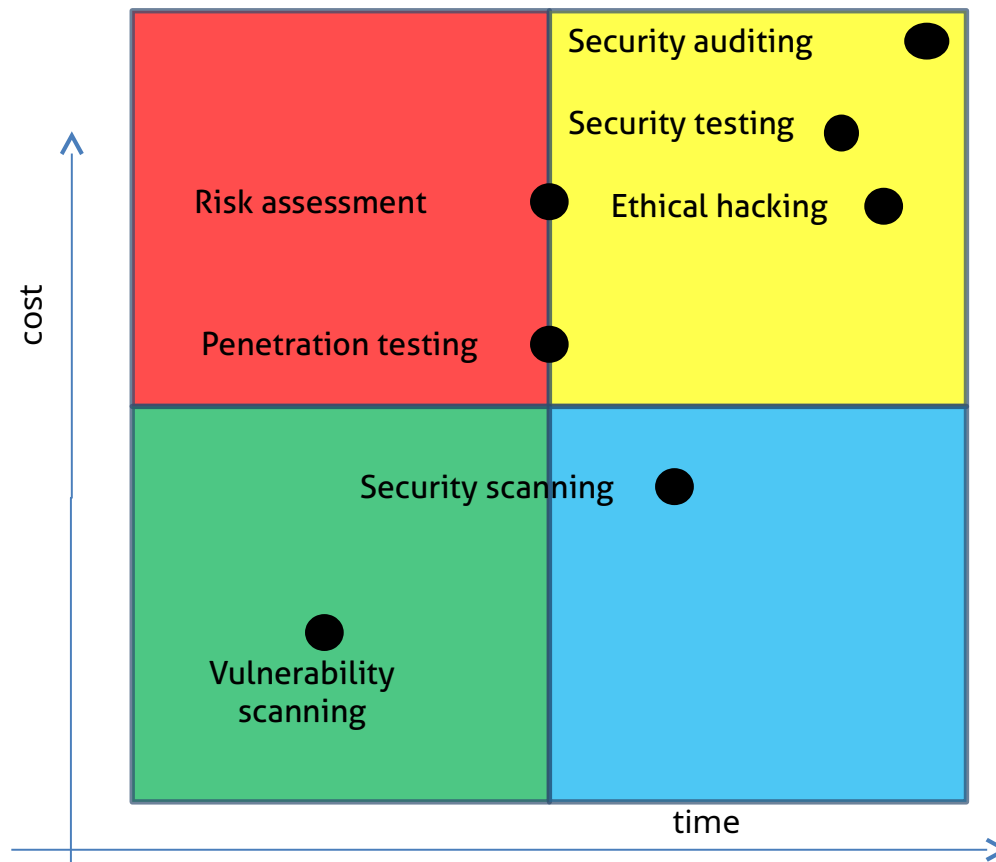 Security auditing
Security testing
Risk assessment
Ethical hacking
cost
Penetration testing
Security scanning
Vulnerability
scanning
time